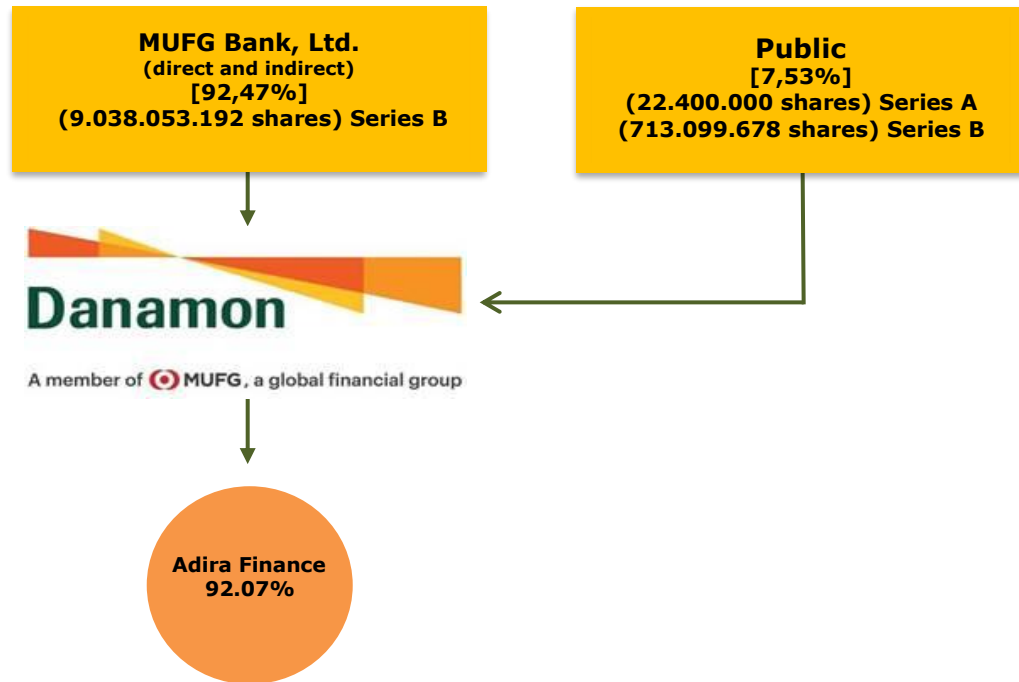 MUFG Bank, Ltd.
(direct and indirect)
[92,47%]
(9.038.053.192 shares) Series B
Public
[7,53%]
(22.400.000 shares) Series A
(713.099.678 shares) Series B
Danamon
A member of MUFG, a global financial group
Adira Finance
92.07%